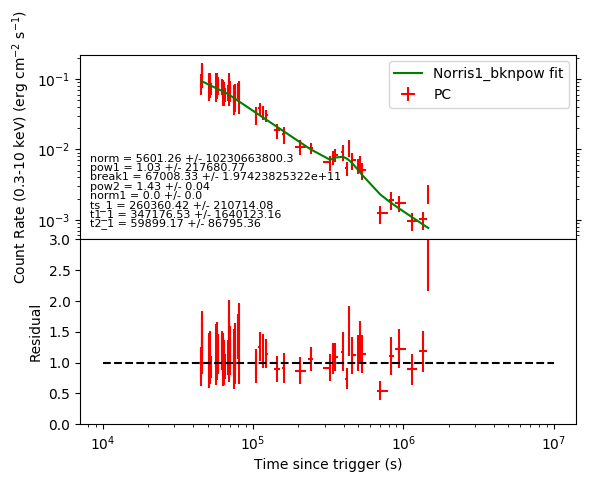 Count Rate (0.3-10 keV) (erg cm⁻² s⁻¹)
10⁻¹
10⁻²
10⁻³
Norris1_bknpow fit
PC
norm = 5601.26 +/- 10230663800.3
pow1 = 1.03 +/- 217680.77
break1 = 67008.33 +/- 1.97423825322e+11
pow2 = 1.43 +/- 0.04
norm1 = 0.0 +/- 0.0
ts_1 = 260360.42 +/- 210714.08
t1_1 = 347176.53 +/- 1640123.16
t2_1 = 59899.17 +/- 86795.36
Residual
3.0
2.5
2.0
1.5
1.0
0.5
0.0
10⁴ 10⁵ 10⁶ 10⁷
Time since trigger (s)